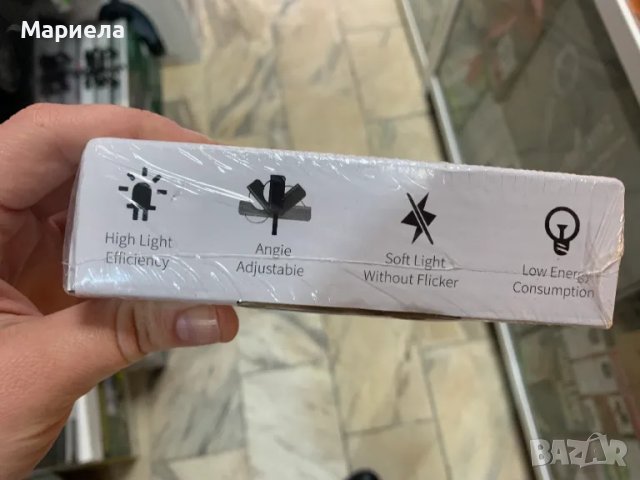 Мариела
High Light
Efficiency
Angie
Adjustable
Soft Light
Without Flicker
Low Energy
Consumption
BAZAR